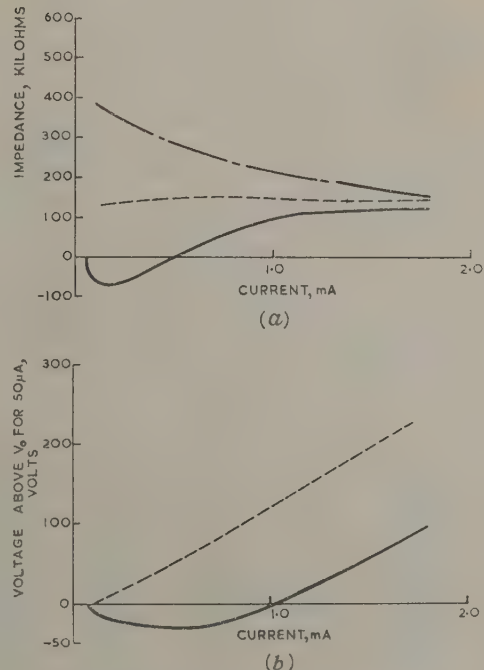 IMPEDANCE, KILOHMS
600
500
400
300
200
100
0
-100
1.0
2.0
CURRENT, mA
(a)
VOLTAGE ABOVE V₀ FOR 50μA,
VOLTS
300
200
100
0
-50
1.0
2.0
CURRENT, mA
(b)